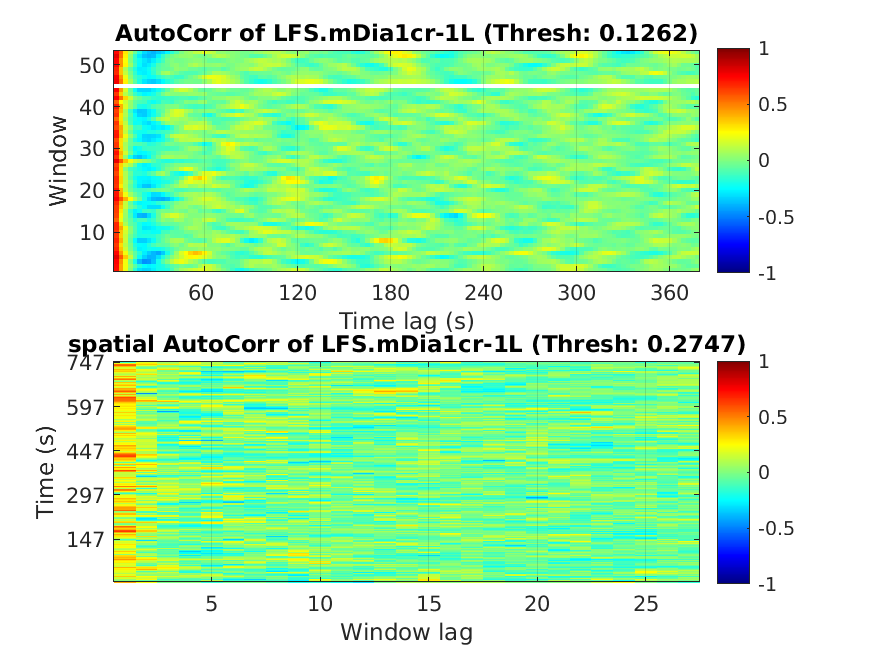 AutoCorr of LFS.mDia1cr-1L (Thresh: 0.1262)
50
40
30
20
10
Window
60 120 180 240 300 360
Time lag (s)
1
0.5
0
-0.5
-1
spatial AutoCorr of LFS.mDia1cr-1L (Thresh: 0.2747)
747
597
447
297
147
Time (s)
5 10 15 20 25
Window lag
1
0.5
0
-0.5
-1